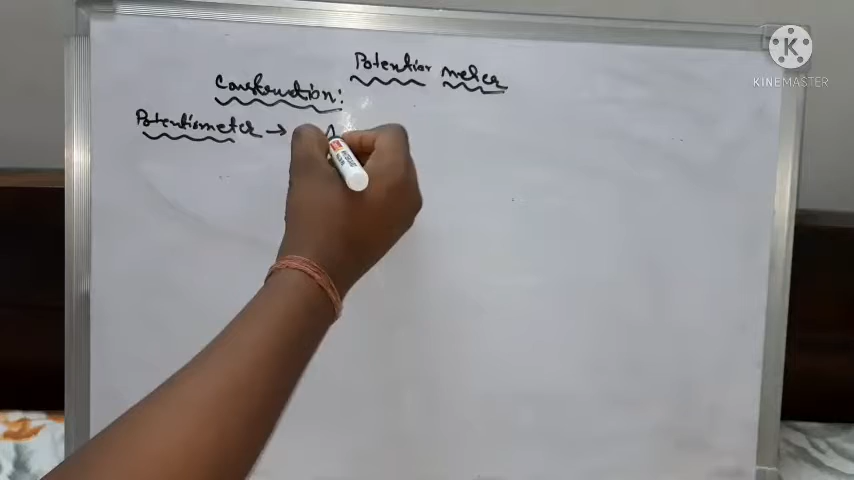 Potentiometer
Construction:
Potentiometer →
K
KINEMASTER